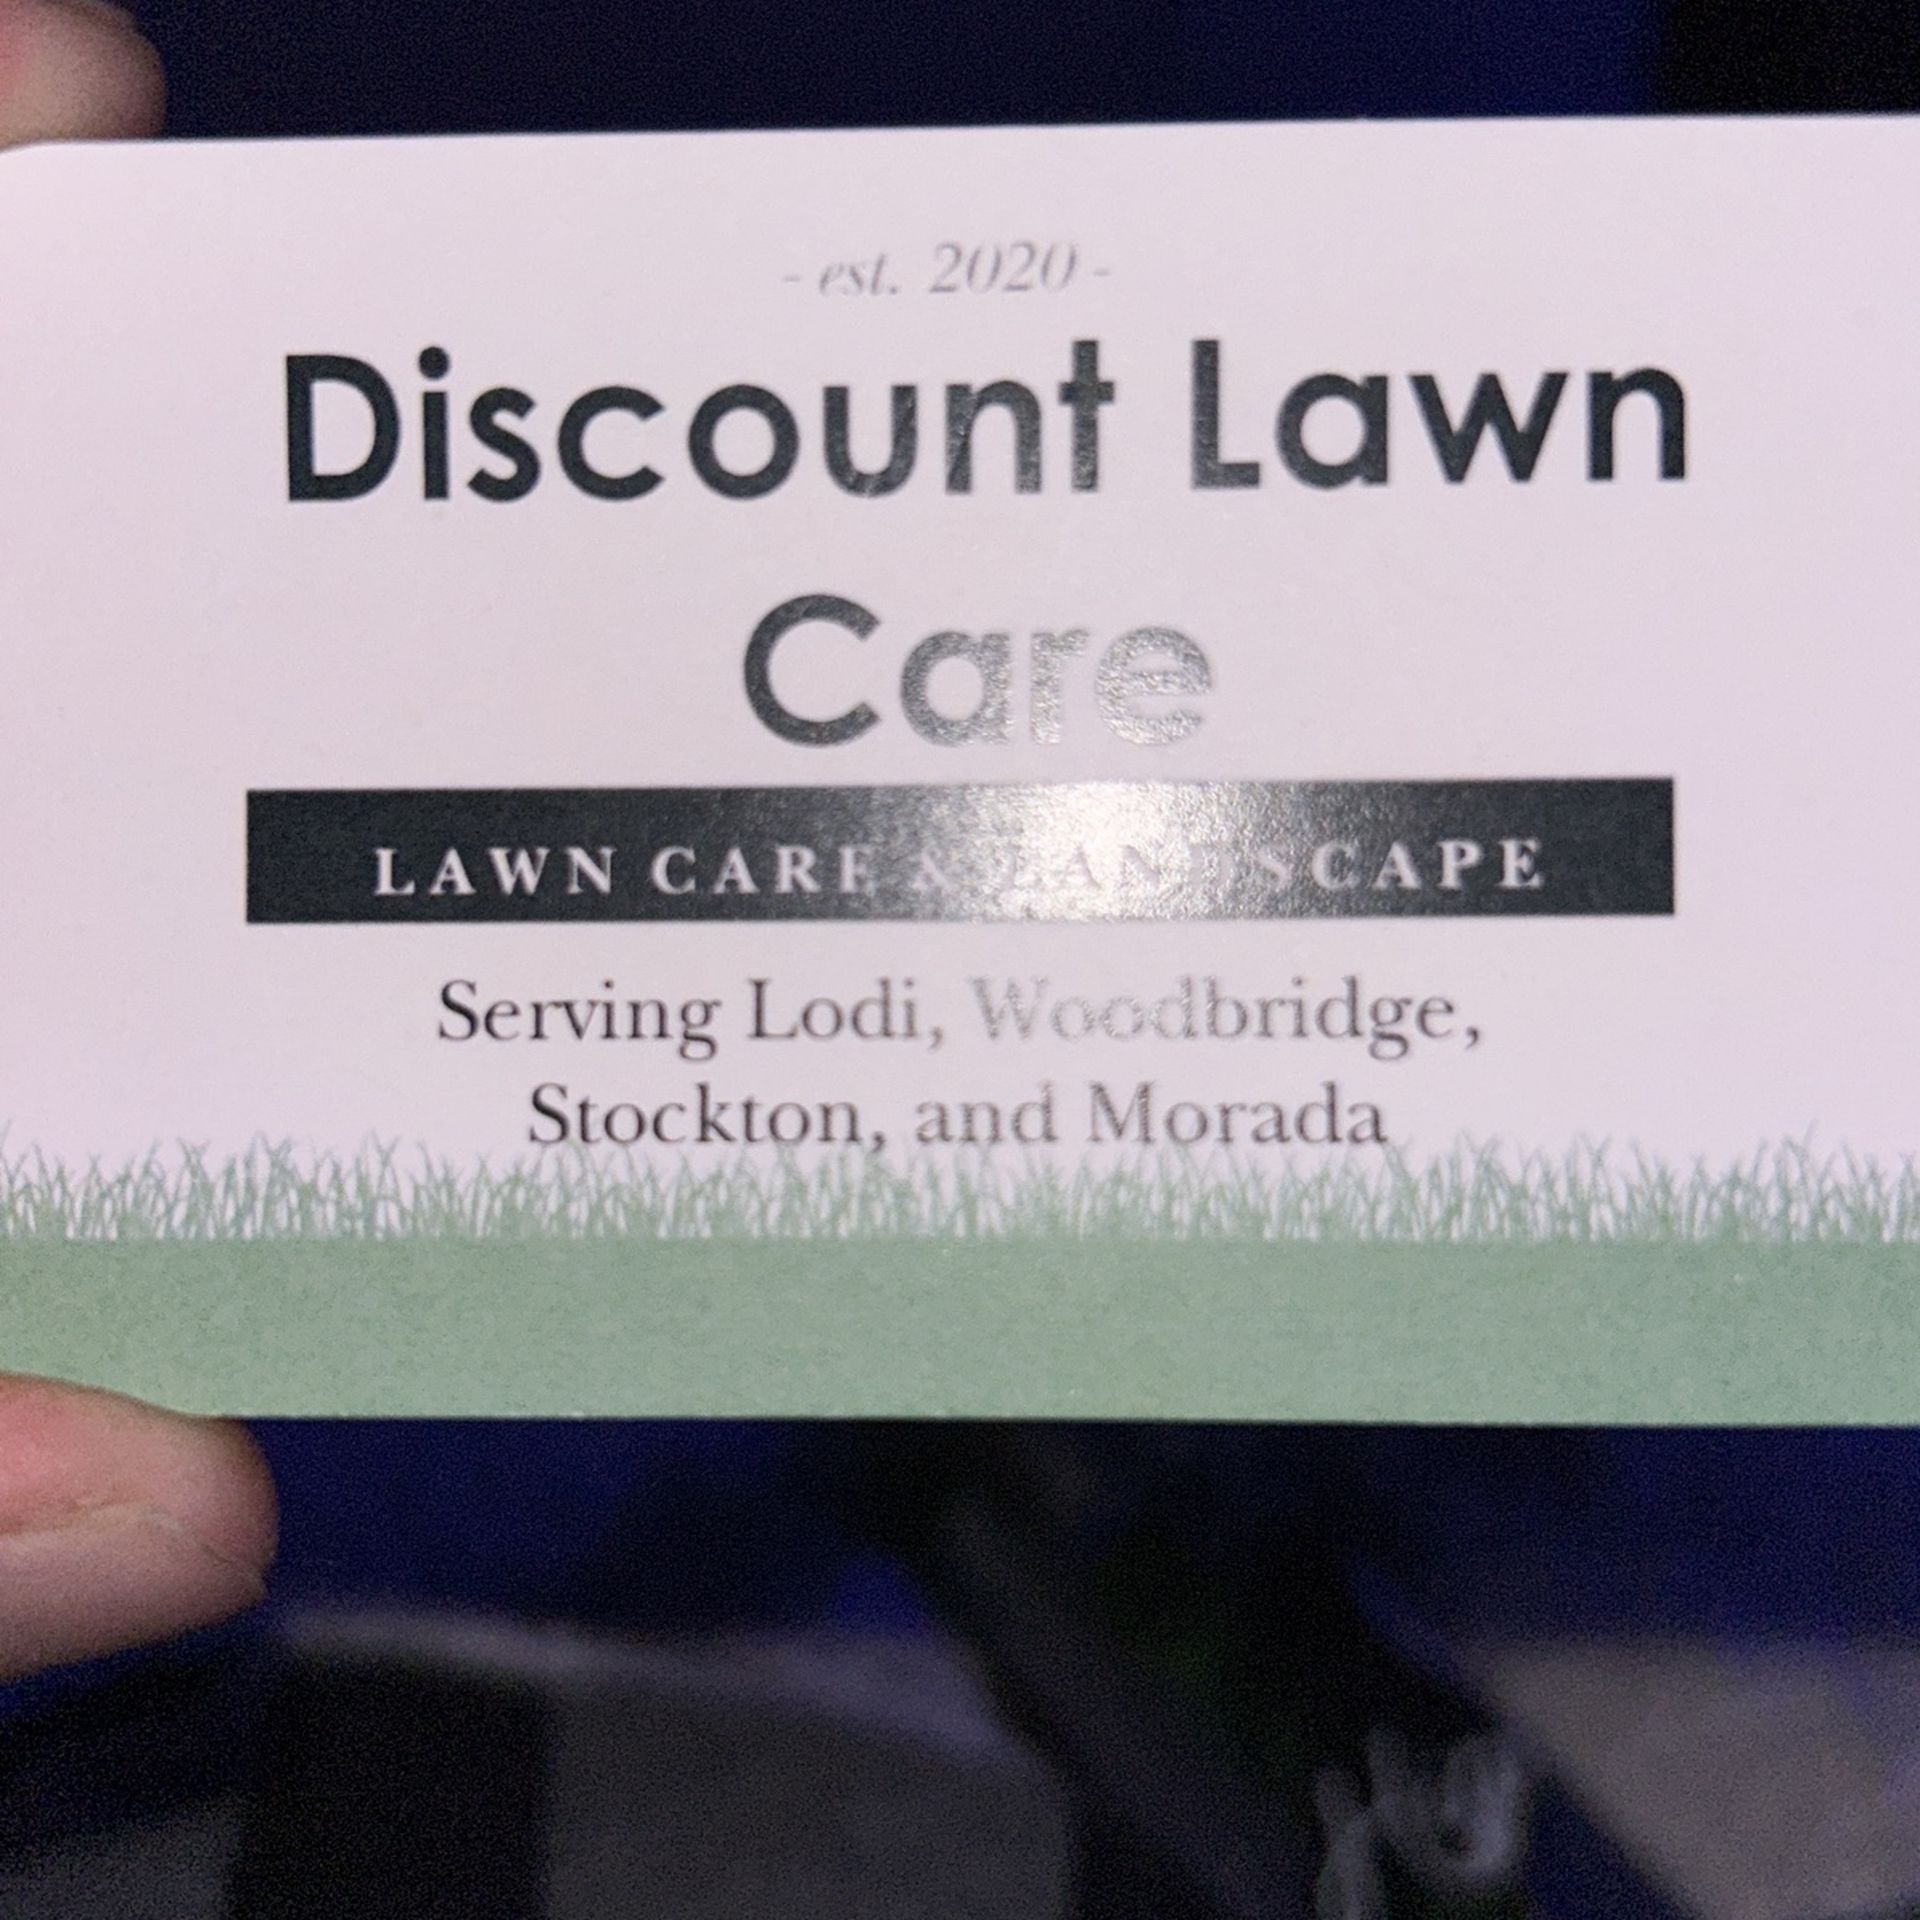 - est. 2020 -
Discount Lawn
Care
LAWN CARE & LANDSCAPE
Serving Lodi, Woodbridge,
Stockton, and Morada